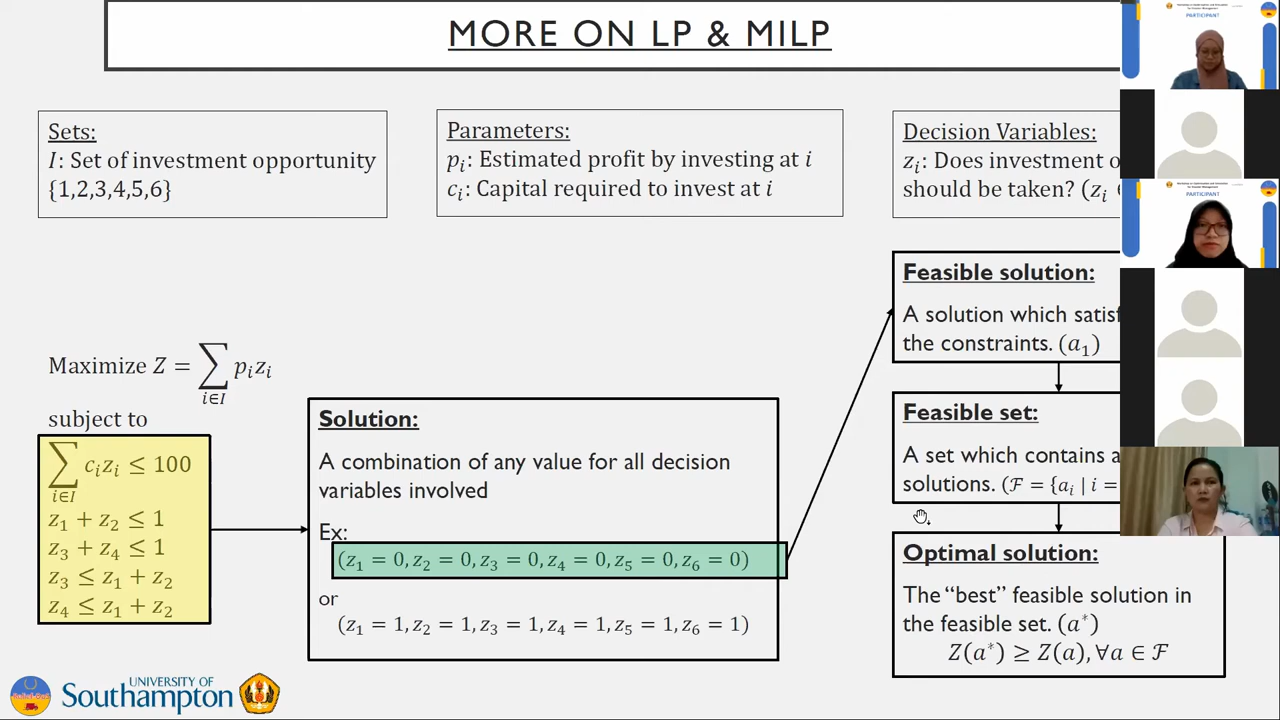 MORE ON LP & MILP
Sets:
I: Set of investment opportunity
{1,2,3,4,5,6}
Parameters:
pᵢ: Estimated profit by investing at i
cᵢ: Capital required to invest at i
Decision Variables:
zᵢ: Does investment o
should be taken? (zᵢ
Maximize Z = ∑ pᵢzᵢ
i∈I
subject to
∑ cᵢzᵢ ≤ 100
i∈I
z₁ + z₂ ≤ 1
z₃ + z₄ ≤ 1
z₃ ≤ z₁ + z₂
z₄ ≤ z₁ + z₂
Solution:
A combination of any value for all decision
variables involved
Ex:
(z₁ = 0, z₂ = 0, z₃ = 0, z₄ = 0, z₅ = 0, z₆ = 0)
or
(z₁ = 1, z₂ = 1, z₃ = 1, z₄ = 1, z₅ = 1, z₆ = 1)
Feasible solution:
A solution which satisf
the constraints. (a₁)
Feasible set:
A set which contains a
solutions. (ℱ = {aᵢ | i =
Optimal solution:
The “best” feasible solution in
the feasible set. (a*)
Z(a*) ≥ Z(a), ∀a ∈ ℱ
UNIVERSITY OF
Southampton
PARTICIPANT
PARTICIPANT